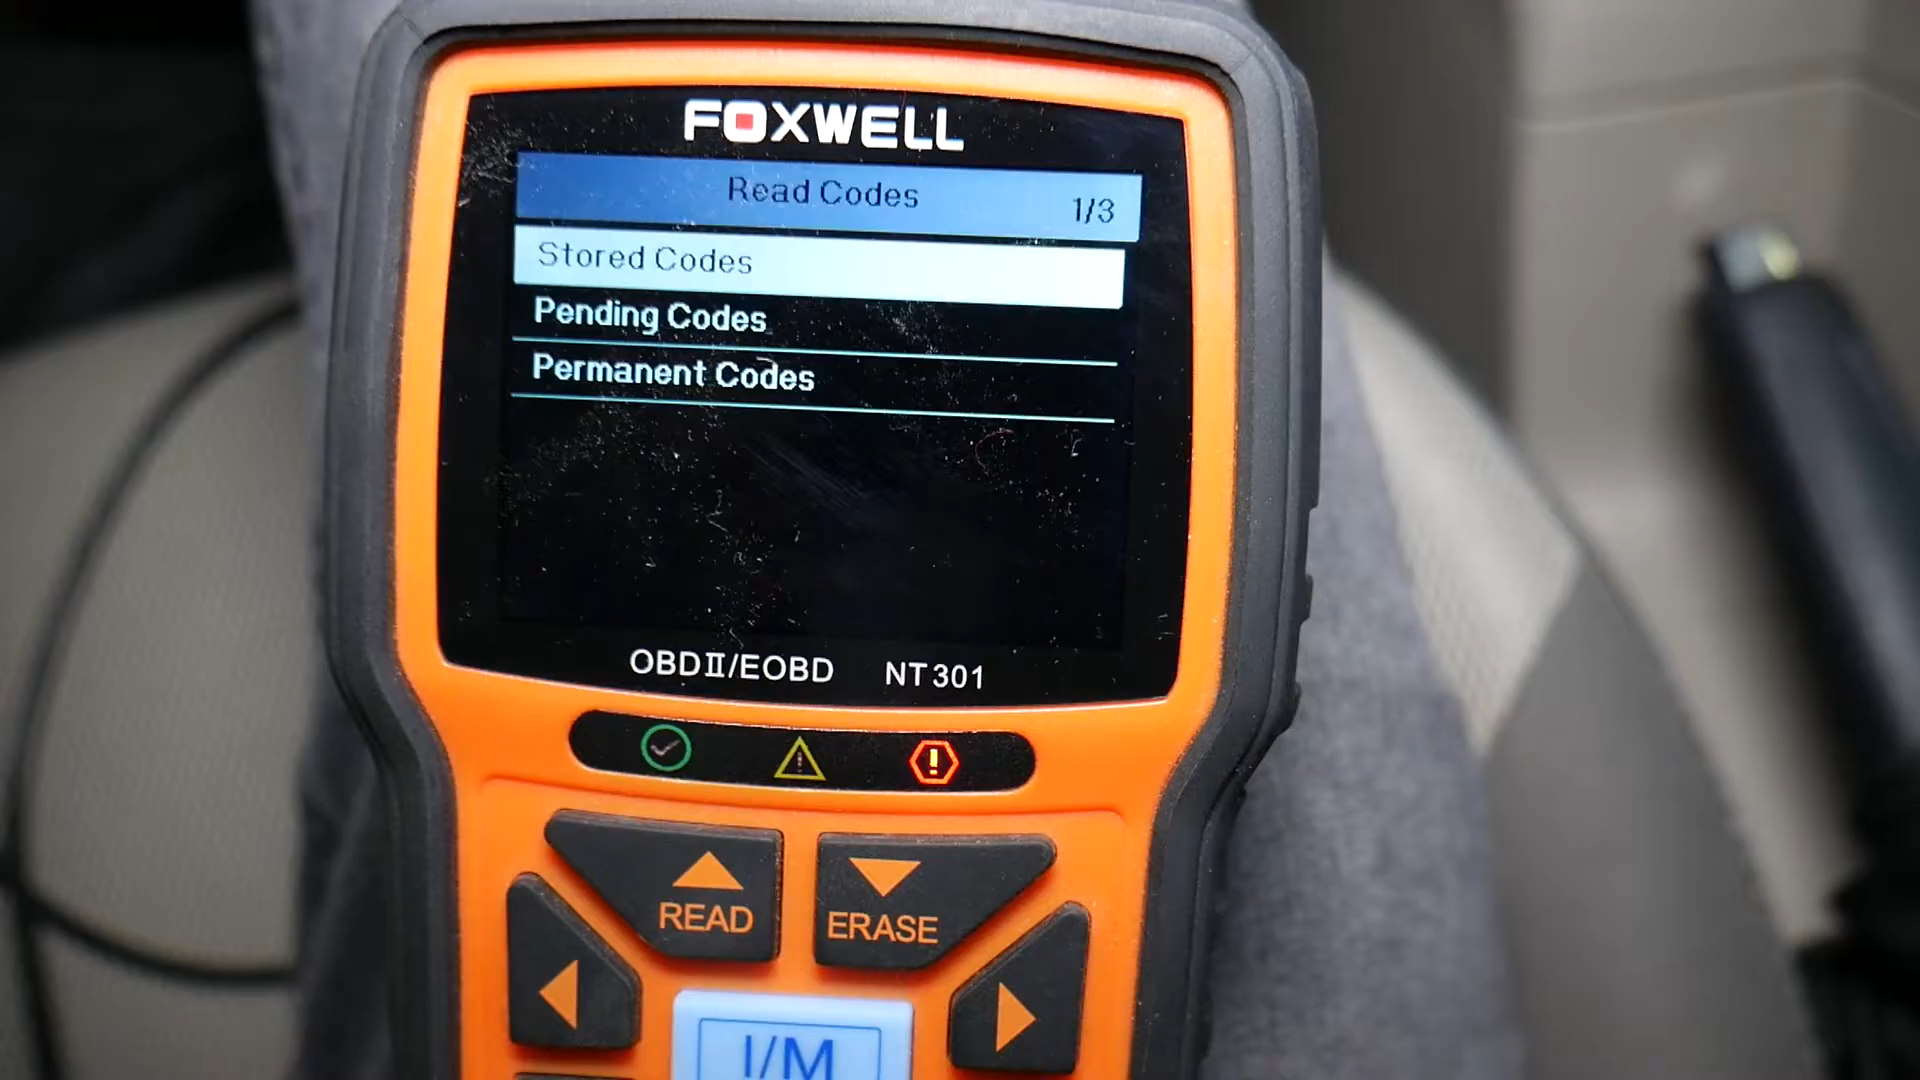 FOXWELL
Read Codes 1/3
Stored Codes
Pending Codes
Permanent Codes
OBDII/EOBD NT301
READ ERASE
I/M